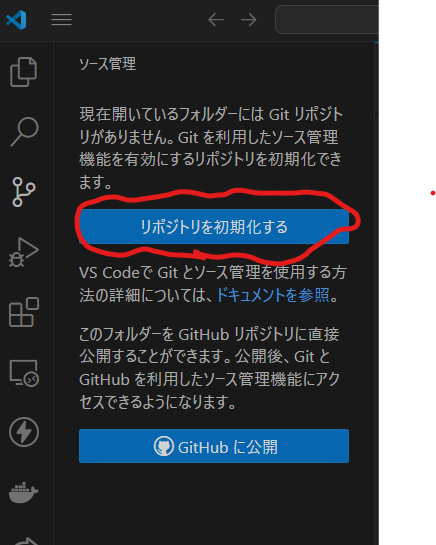 ソース管理
現在開いているフォルダーには Git リポジト
リがありません。Git を利用したソース管理
機能を有効にするリポジトリを初期化でき
ます。
リポジトリを初期化する
VS Codeで Git とソース管理を使用する方
法の詳細については、ドキュメントを参照。
このフォルダーを GitHub リポジトリに直接
公開することができます。公開後、Git と
GitHub を利用したソース管理機能にアク
セスできるようになります。
GitHub に公開